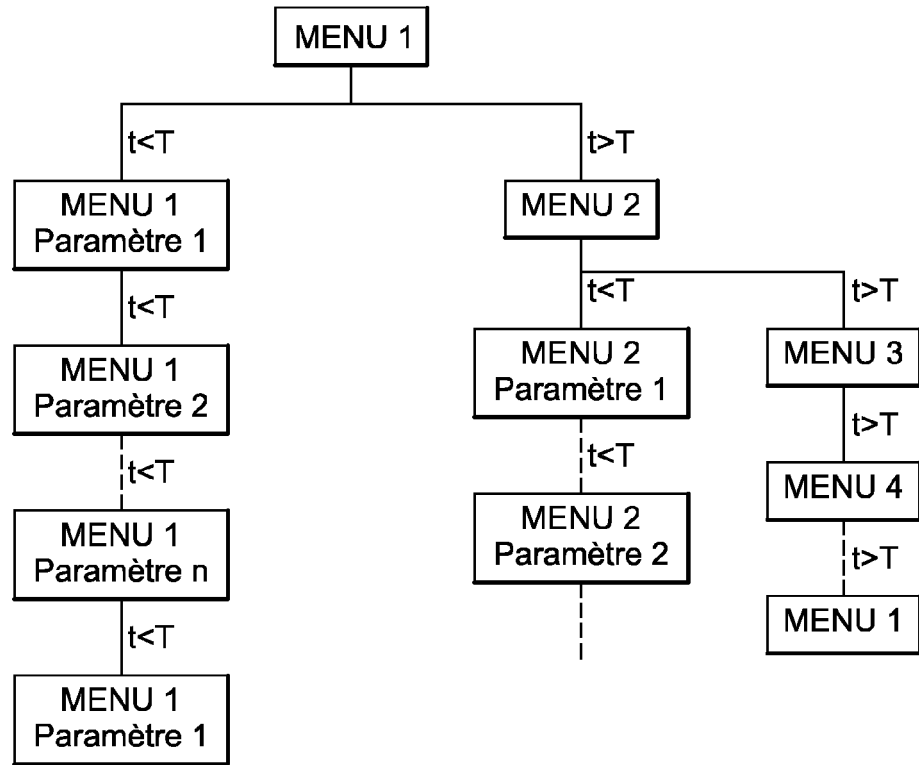 MENU 1
t<T
t>T
MENU 1
Paramètre 1
MENU 2
t<T
t<T
t>T
MENU 1
Paramètre 2
MENU 2
Paramètre 1
MENU 3
t>T
t<T
t<T
MENU 4
MENU 1
Paramètre n
MENU 2
Paramètre 2
t>T
MENU 1
t<T
MENU 1
Paramètre 1